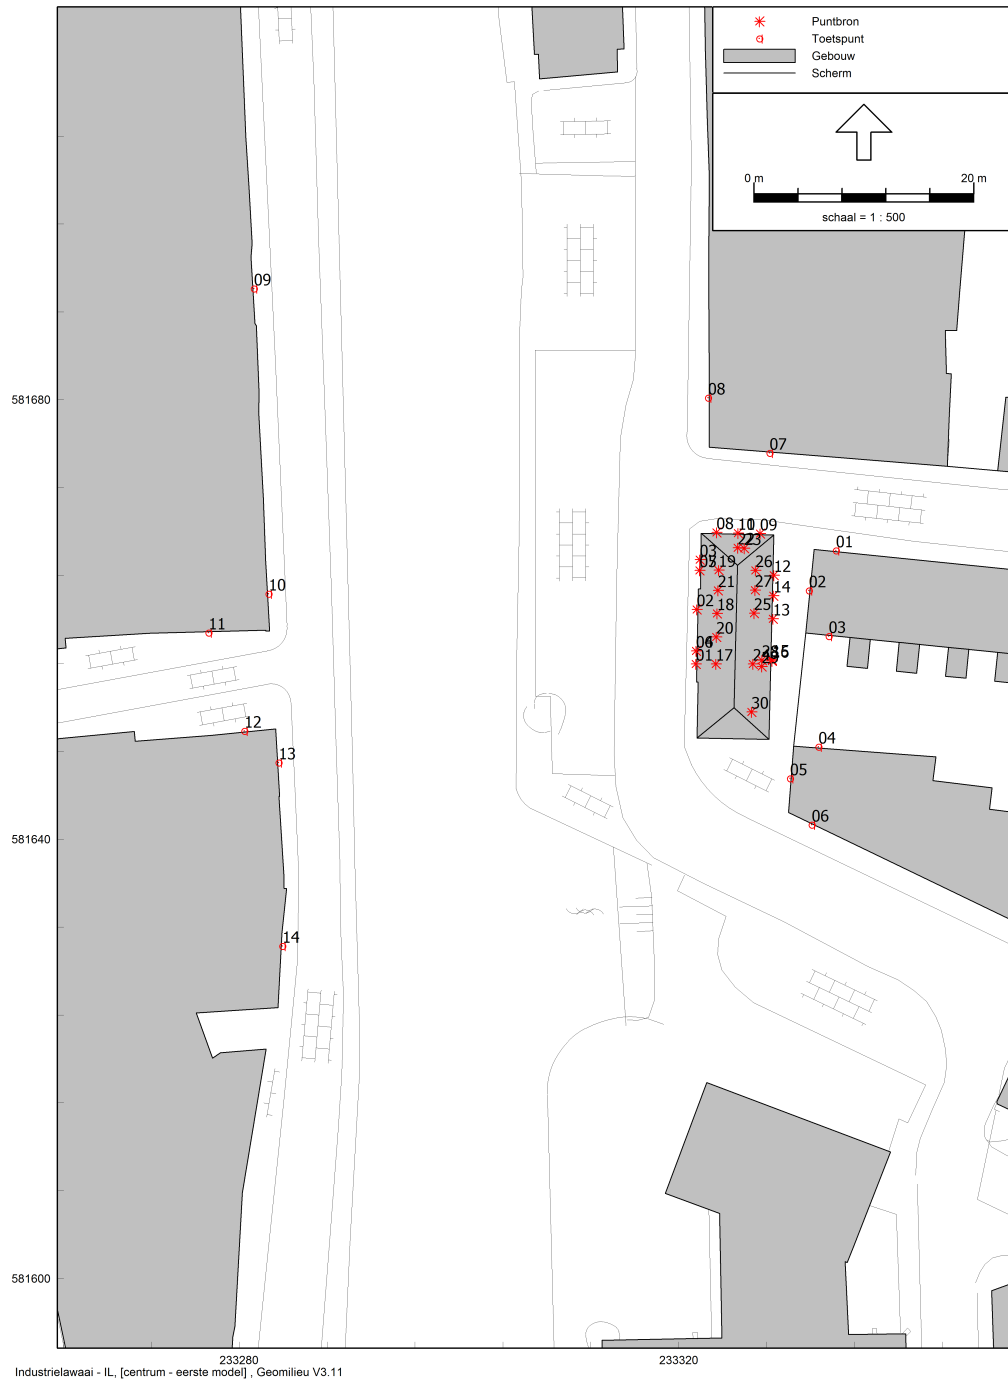 Puntbron
Toetspunt
Gebouw
Scherm
0 m 20 m
schaal = 1 : 500
09
581680
08
07
08 10 09
23
01
03
19 26 12
02
21 27 14
02
18 25 13
10
11
20
03
01 17
12
04
30
13
05
581640
06
14
581600
233280 233320
Industrielawaai - IL, [centrum - eerste model] , Geomilieu V3.11